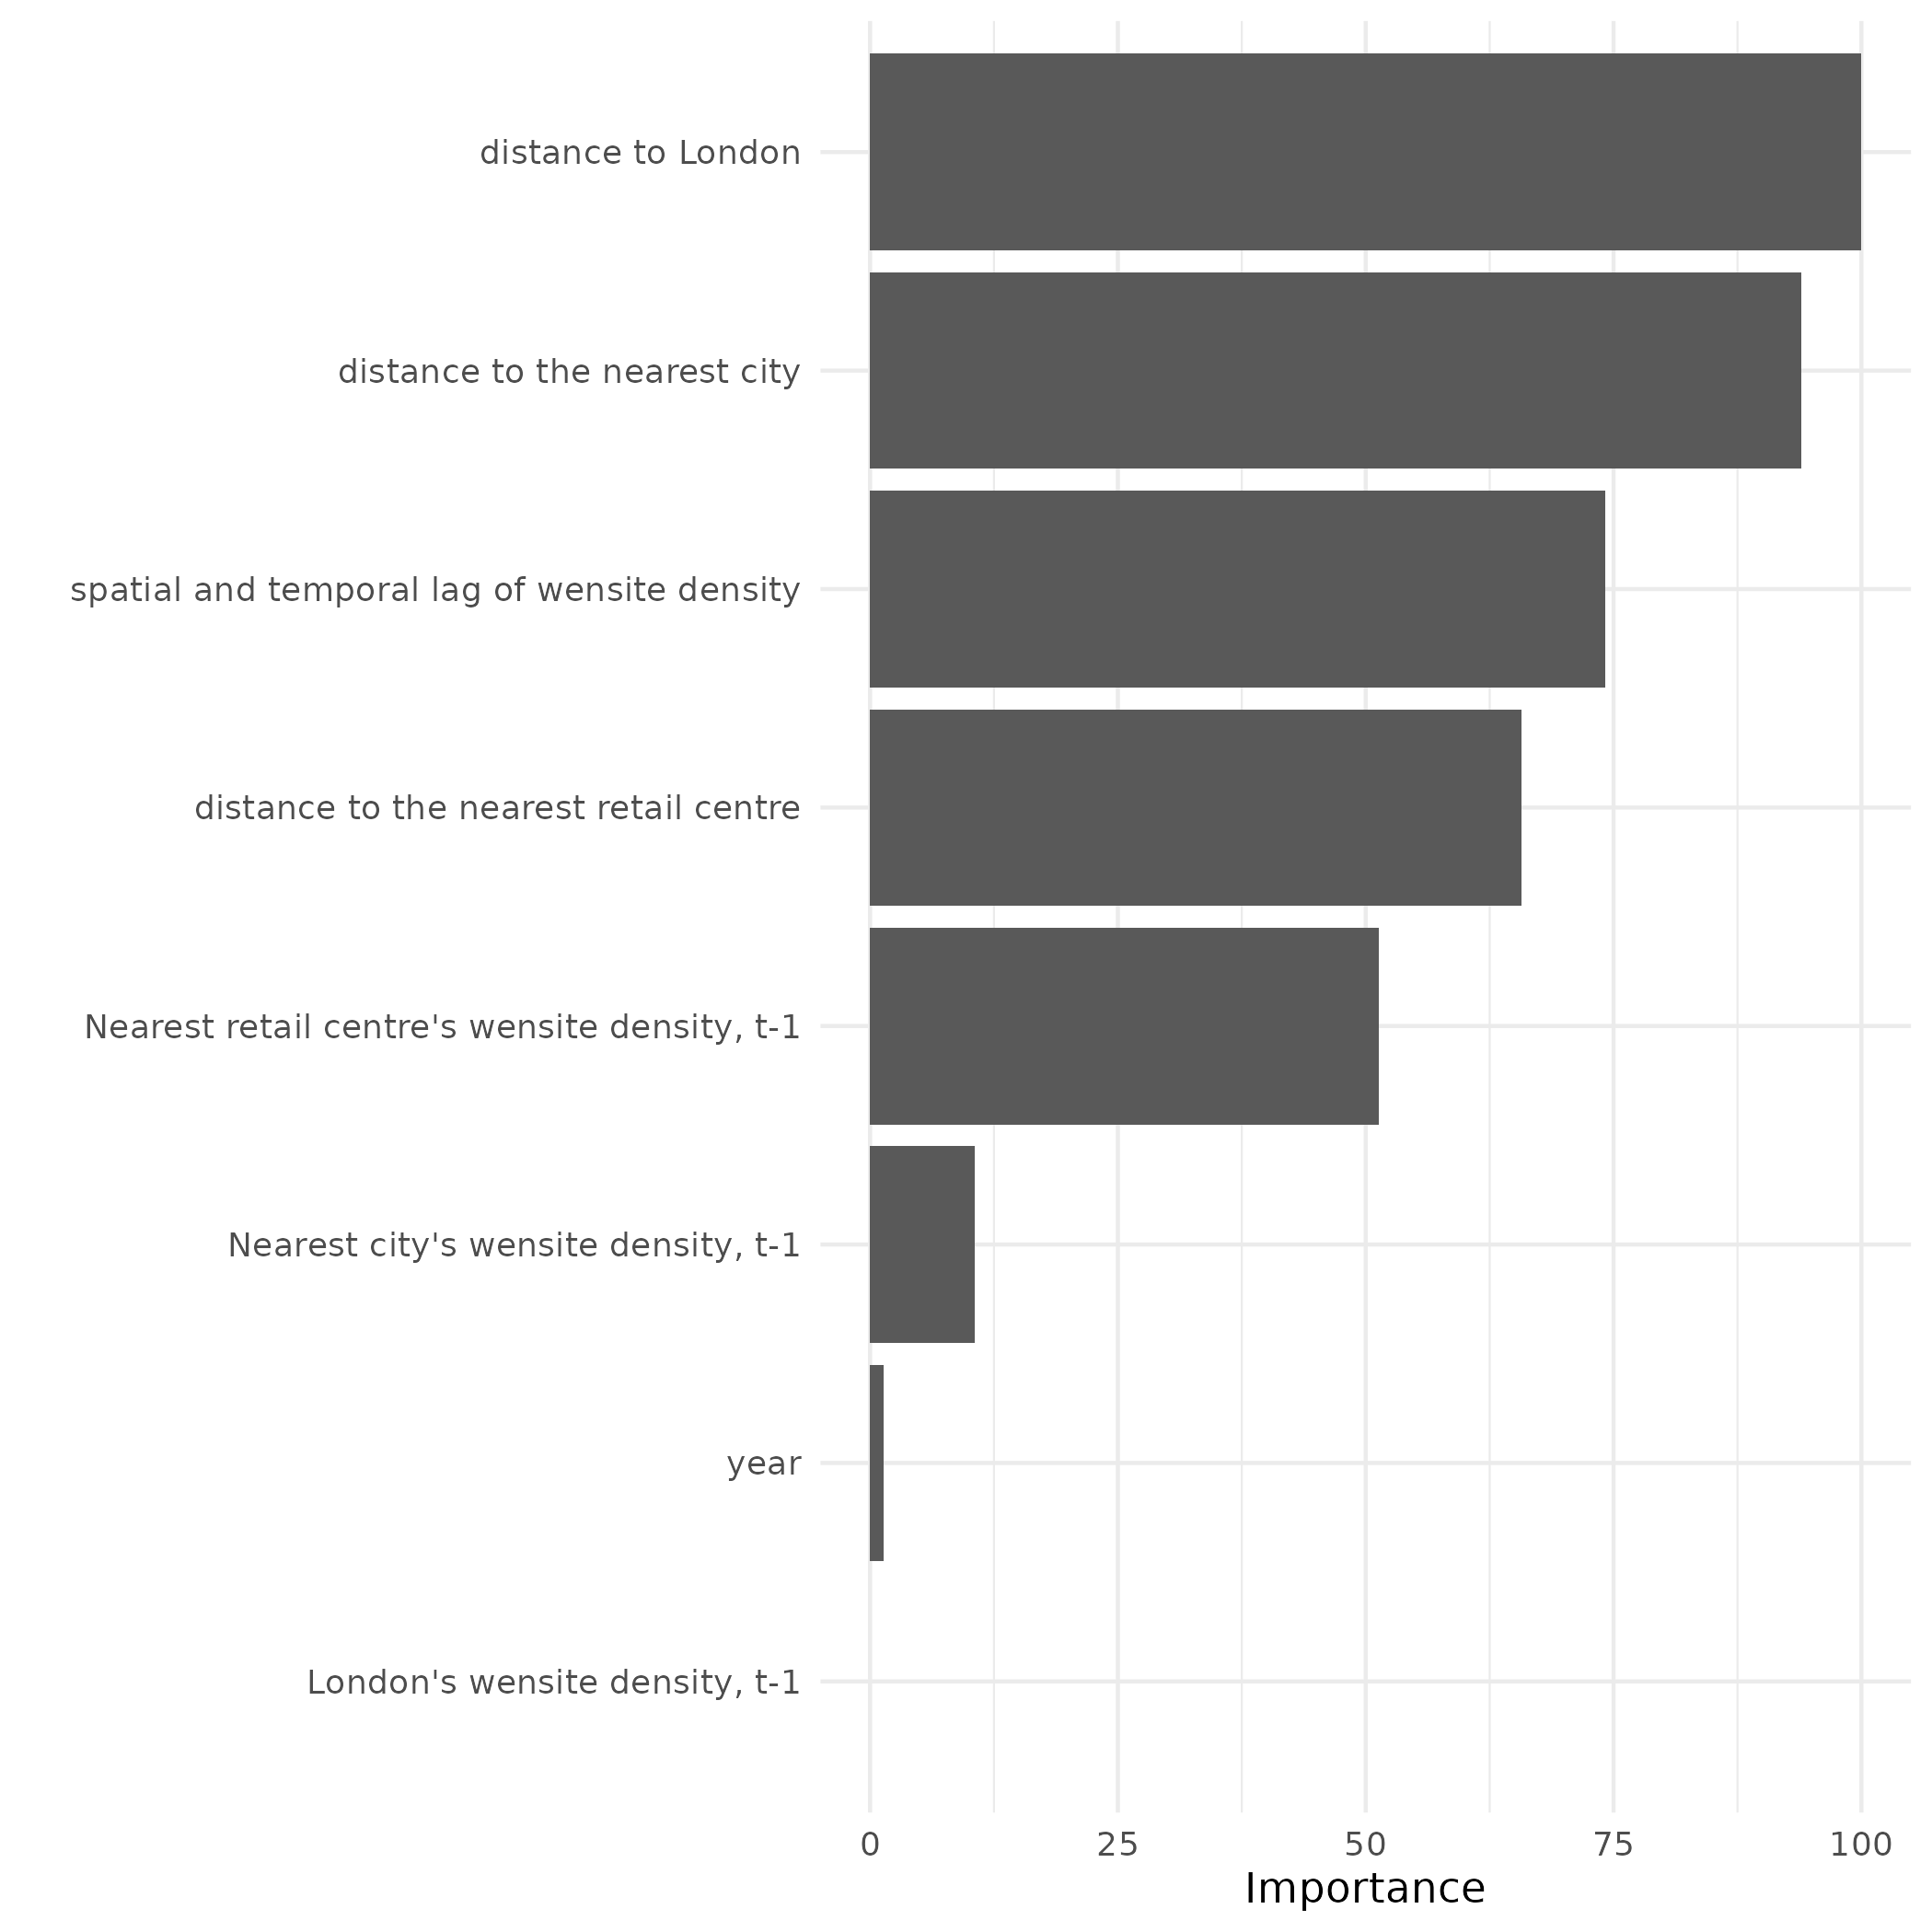 distance to London
distance to the nearest city
spatial and temporal lag of wensite density
distance to the nearest retail centre
Nearest retail centre's wensite density, t-1
Nearest city's wensite density, t-1
year
London's wensite density, t-1
0 25 50 75 100
Importance